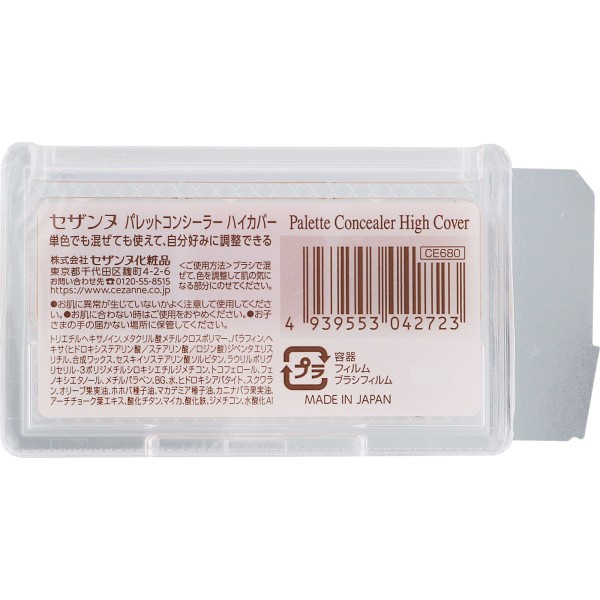 セザンヌ パレットコンシーラー ハイカバー Palette Concealer High Cover
単色でも混ぜても使えて、自分好みに調整できる
株式会社 セザンヌ化粧品
東京都千代田区麹町4-2-6
お問い合わせ先☎0120-55-8515
https://www.cezanne.co.jp
<ご使用方法>ブラシで混
ぜて、色を調整して肌の気に
なる部分にのせてください。
●お肌に異常が生じていないかよく注意して使用してくださ
い。●お肌に合わない時はご使用をおやめください。●お子
さまの手の届かない場所に保管してください。
トリエチルヘキサノイン、メタクリル酸メチルクロスポリマー、パラフィン、ヘ
キサ(ヒドロキシステアリン酸/ステアリン酸/ロジン酸)ジペンタエリス
リチル、合成ワックス、セスキイソステアリン酸ソルビタン、ラウリルポリグ
リセリル-3ポリジメチルシロキシエチルジメチコン、トコフェロール、フェ
ノキシエタノール、メチルパラベン、BG、水、ヒドロキシアパタイト、スクワラ
ン、オリーブ果実油、ホホバ種子油、マカデミア種子油、カニナバラ果実油、
アーチチョーク葉エキス、酸化チタン、マイカ、酸化鉄、ジメチコン、水酸化Al
CE680
4 939553 042723
プラ
容器
フィルム
ブラシフィルム
MADE IN JAPAN